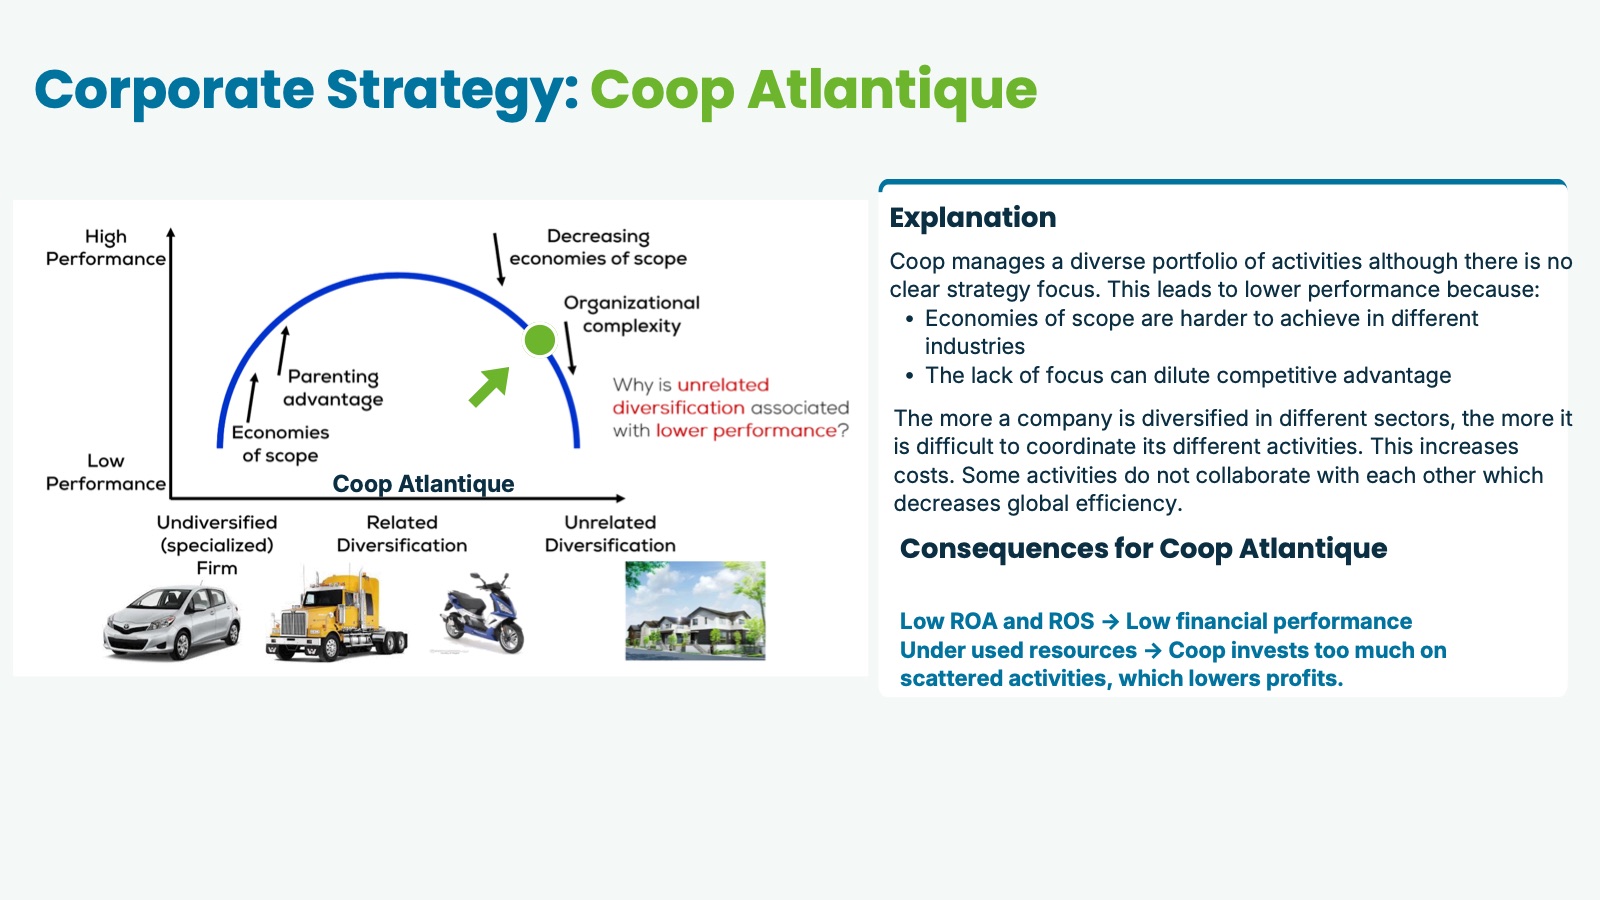 Corporate Strategy: Coop Atlantique
High
Performance
Decreasing
economies of scope
Organizational
complexity
Parenting
advantage
Why is unrelated
diversification associated
with lower performance?
Economies
of scope
Low
Performance
Coop Atlantique
Undiversified
(specialized)
Firm
Related
Diversification
Unrelated
Diversification
Explanation
Coop manages a diverse portfolio of activities although there is no
clear strategy focus. This leads to lower performance because:
• Economies of scope are harder to achieve in different
industries
• The lack of focus can dilute competitive advantage
The more a company is diversified in different sectors, the more it
is difficult to coordinate its different activities. This increases
costs. Some activities do not collaborate with each other which
decreases global efficiency.
Consequences for Coop Atlantique
Low ROA and ROS → Low financial performance
Under used resources → Coop invests too much on
scattered activities, which lowers profits.